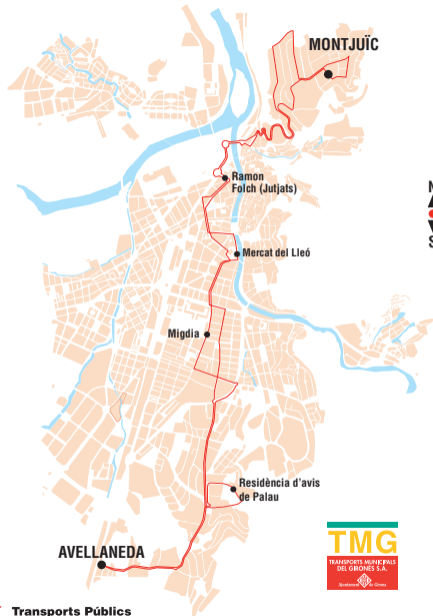 MONTJUÏC
Ramon
Folch (Jutjats)
N
S
Mercat del Lleó
Migdia
Residència d'avis
de Palau
AVELLANEDA
TMG
TRANSPORTS MUNICIPALS
DEL GIRONÈS S.A.
Ajuntament de Girona
Transports Públics